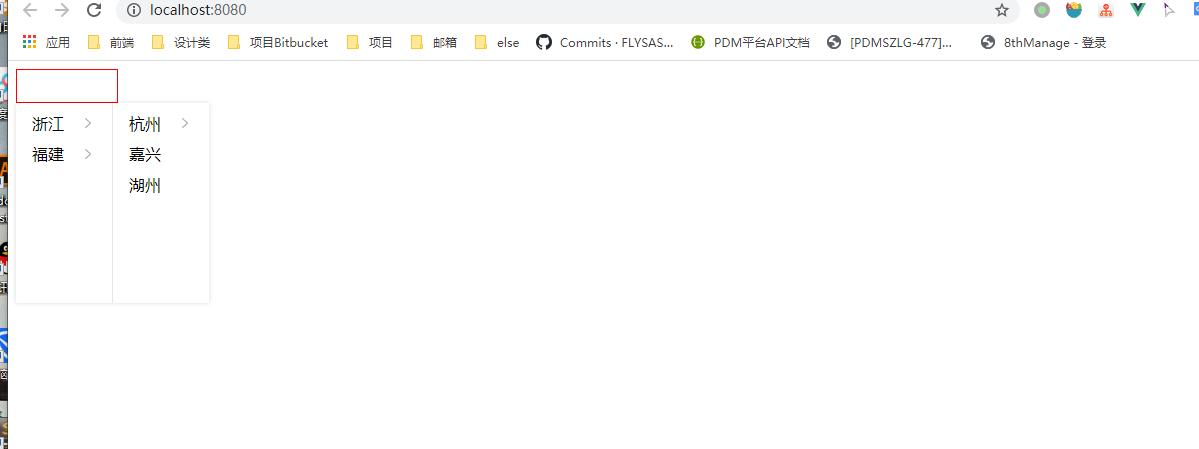 localhost:8080
应用 前端 设计类 项目Bitbucket 项目 邮箱 else Commits · FLYSAS... PDM平台API文档 [PDMSZLG-477]... 8thManage - 登录
浙江 杭州
福建 嘉兴
湖州